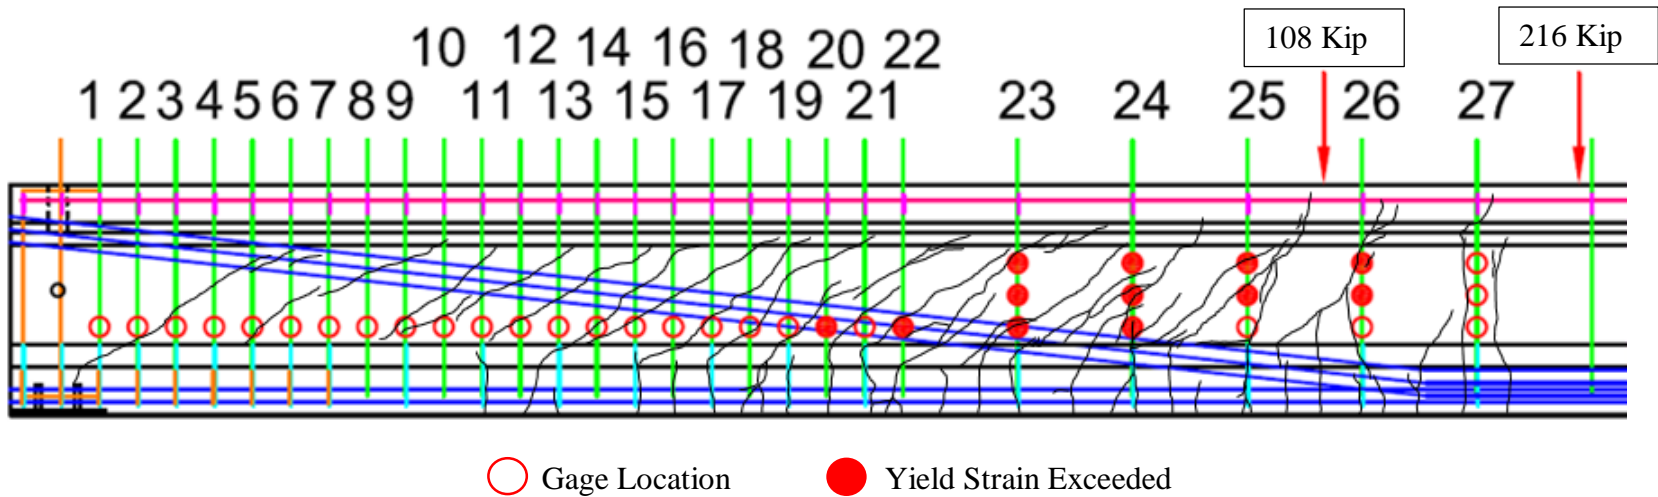 108 Kip 216 Kip
10 12 14 16 18 20 22
1 2 3 4 5 6 7 8 9 11 13 15 17 19 21 23 24 25 26 27
Gage Location Yield Strain Exceeded